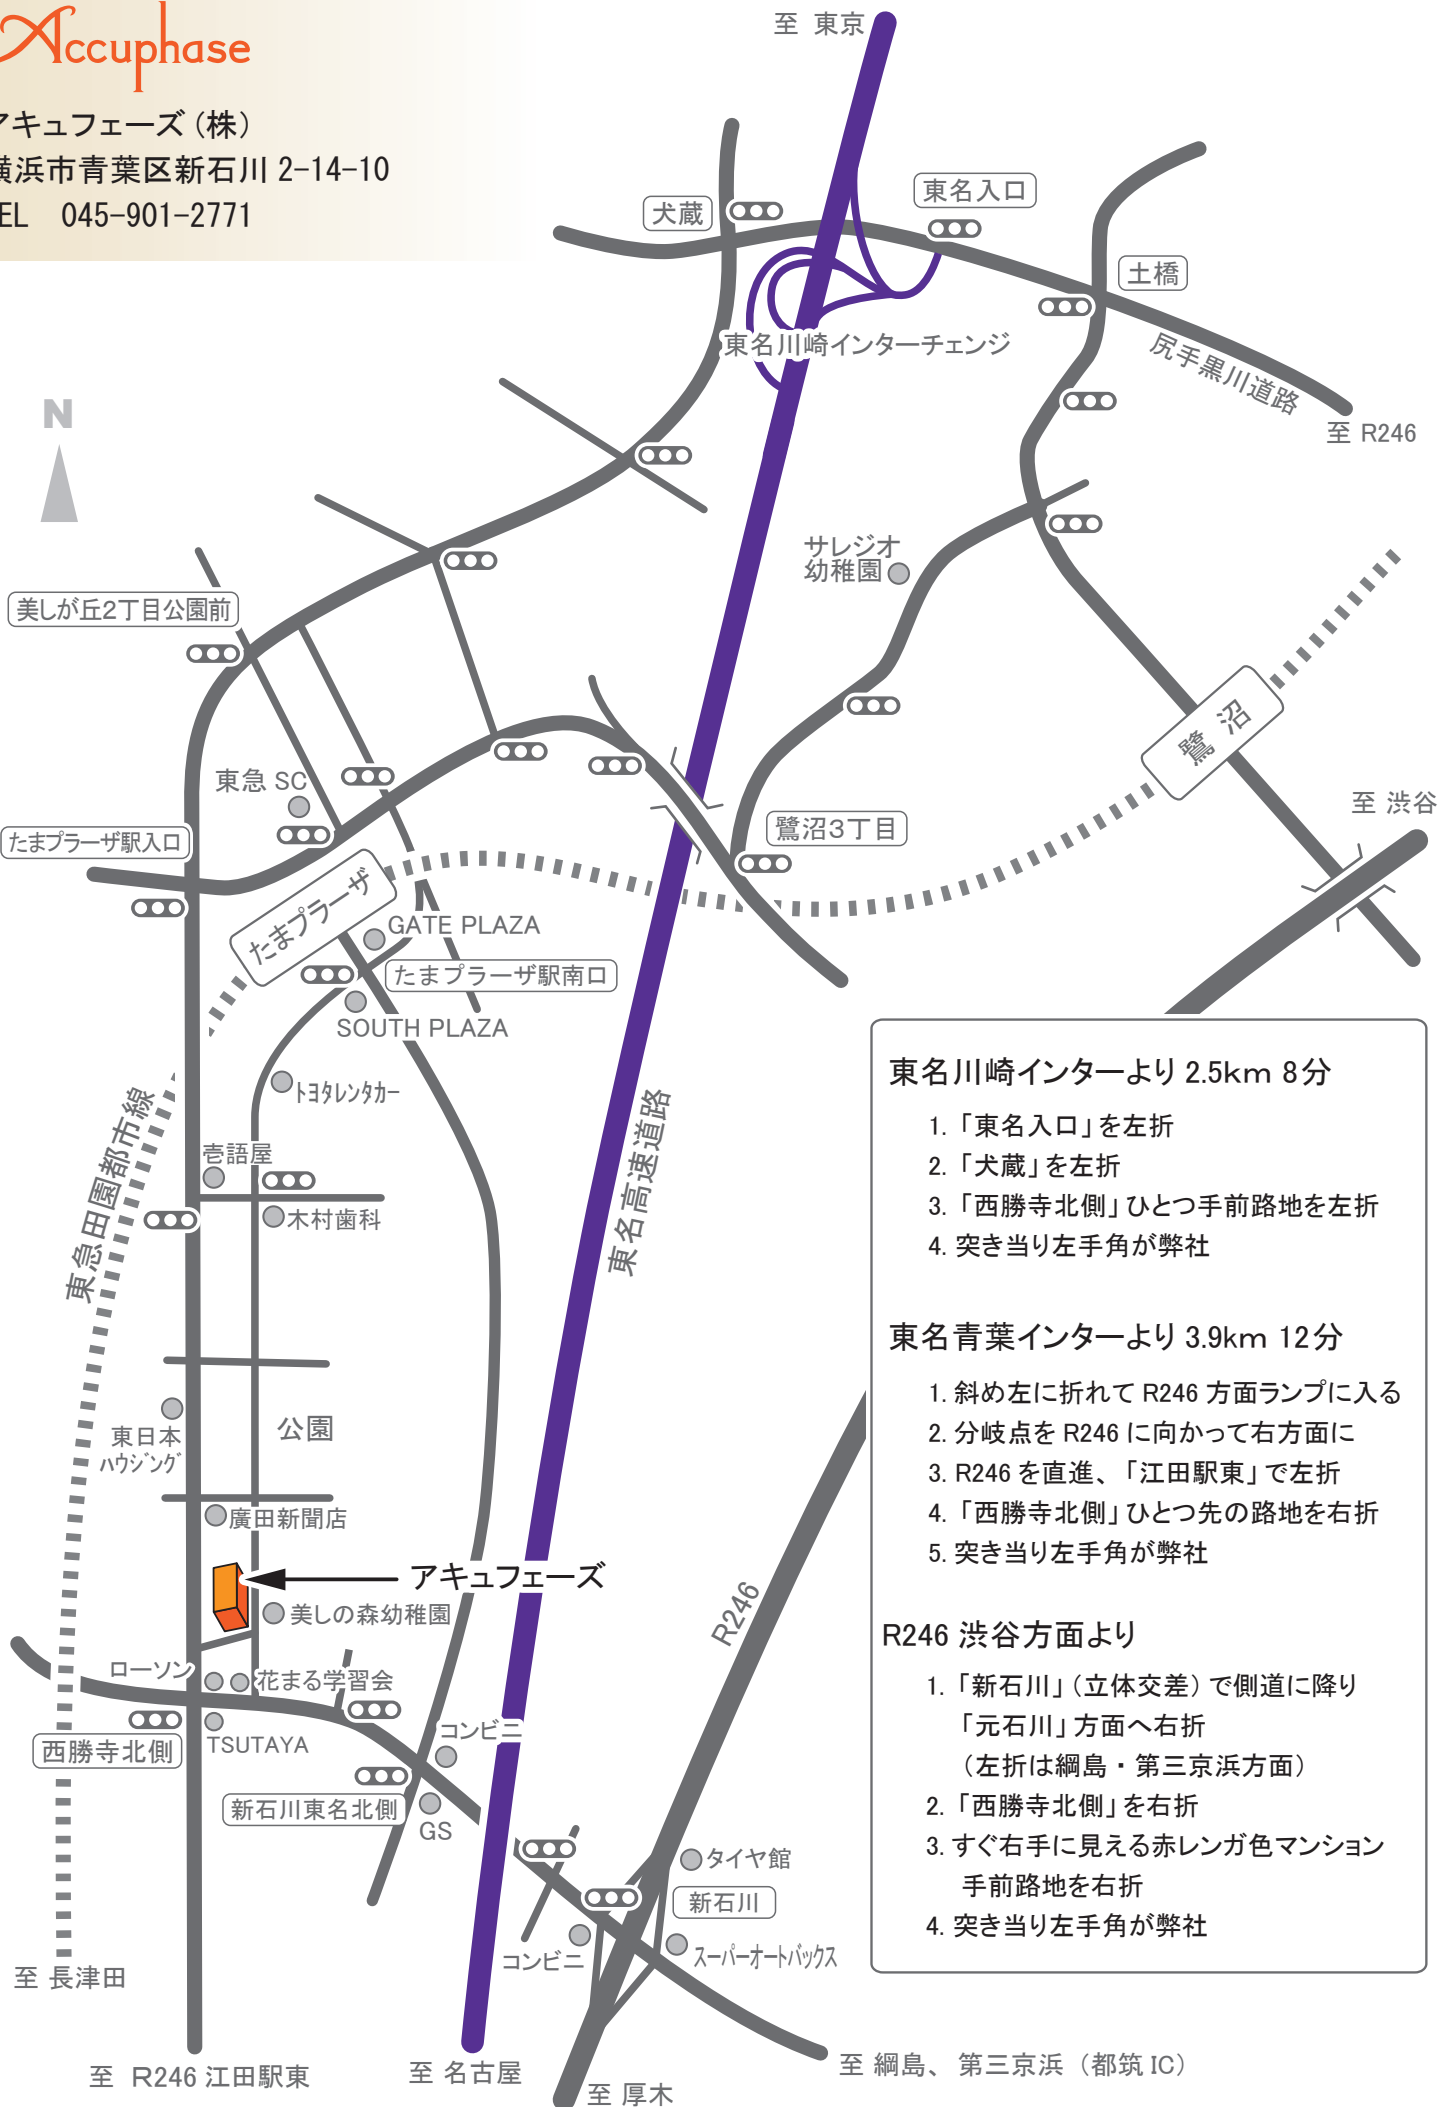 Accuphase
アキュフェーズ（株）
横浜市青葉区新石川 2-14-10
TEL 045-901-2771
至 東京
犬蔵
東名入口
土橋
東名川崎インターチェンジ
尻手黒川道路
至 R246
N
サレジオ
幼稚園
美しが丘2丁目公園前
鷺 沼
東急 SC
至 渋谷
たまプラーザ駅入口
鷺沼3丁目
たまプラーザ
GATE PLAZA
たまプラーザ駅南口
SOUTH PLAZA
トヨタレンタカー
東急田園都市線
壱語屋
木村歯科
東名高速道路
東日本
ハウジング
公園
廣田新聞店
アキュフェーズ
美しの森幼稚園
R246
ローソン
花まる学習会
西勝寺北側
TSUTAYA
コンビニ
新石川東名北側
GS
タイヤ館
新石川
コンビニ
スーパーオートバックス
至 長津田
至 R246 江田駅東
至 名古屋
至 厚木
至 綱島、第三京浜（都筑 IC）
東名川崎インターより 2.5km 8分
1.「東名入口」を左折
2.「犬蔵」を左折
3.「西勝寺北側」ひとつ手前路地を左折
4. 突き当り左手角が弊社
東名青葉インターより 3.9km 12分
1. 斜め左に折れて R246 方面ランプに入る
2. 分岐点を R246 に向かって右方面に
3. R246 を直進、「江田駅東」で左折
4.「西勝寺北側」ひとつ先の路地を右折
5. 突き当り左手角が弊社
R246 渋谷方面より
1.「新石川」（立体交差）で側道に降り
「元石川」方面へ右折
（左折は綱島・第三京浜方面）
2.「西勝寺北側」を右折
3. すぐ右手に見える赤レンガ色マンション
手前路地を右折
4. 突き当り左手角が弊社